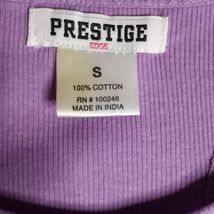 PRESTIGE
EDGE
S
100% COTTON
RN # 100246
MADE IN INDIA